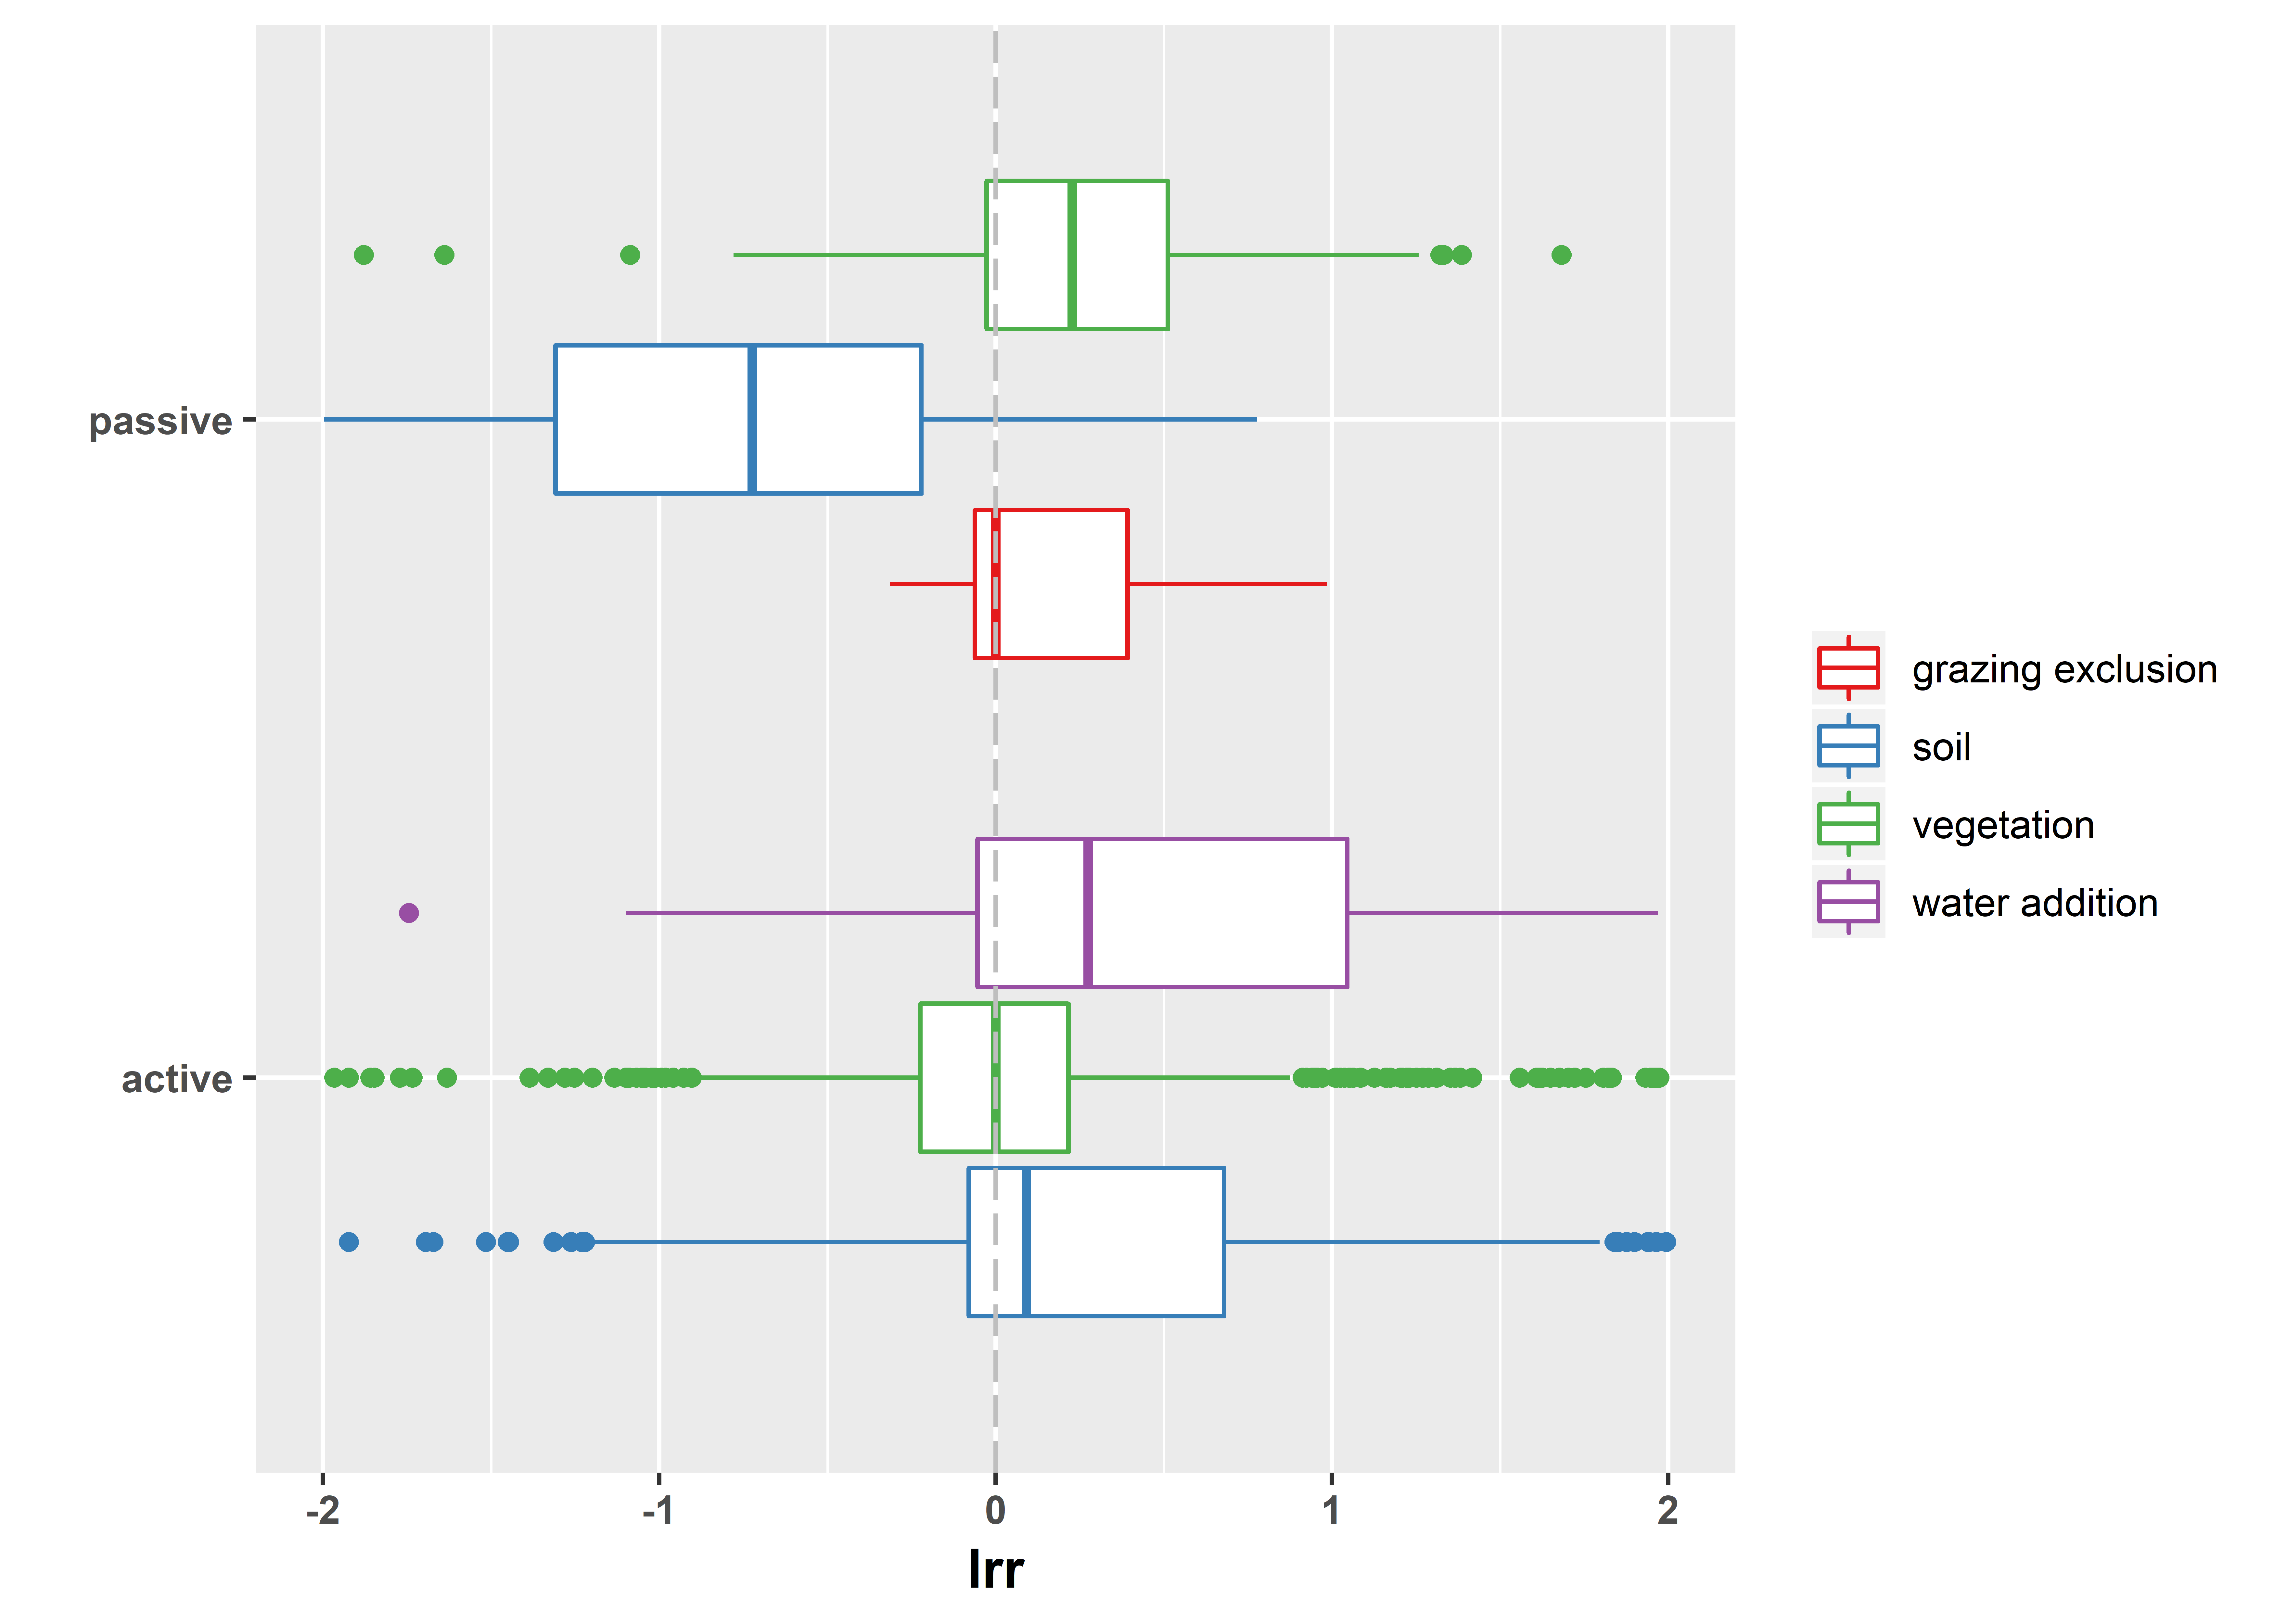 passive
active
grazing exclusion
soil
vegetation
water addition
-2
-1
0
1
2
lrr